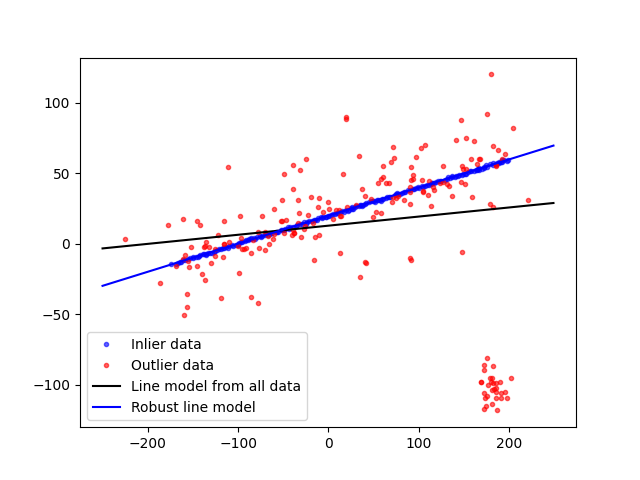 100
50
0
−50
−100
Inlier data
Outlier data
Line model from all data
Robust line model
−200
−100
0
100
200